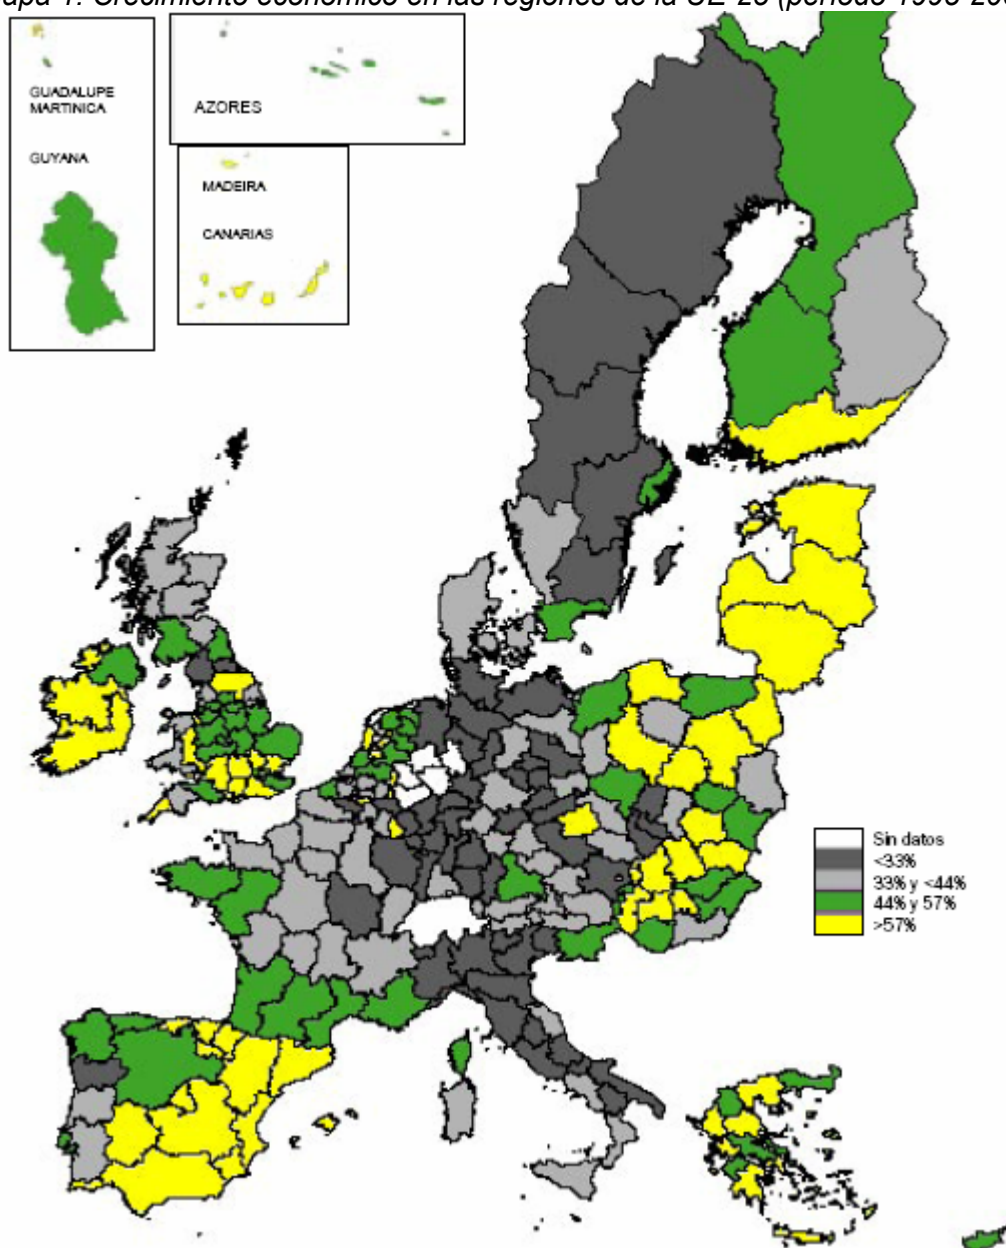 apa 1. Crecimiento económico en las regiones de la UE-25 (período 1995-200
GUADALUPE
MARTINICA
GUYANA
AZORES
MADEIRA
CANARIAS
Sin datos
<33%
33% y <44%
44% y 57%
>57%